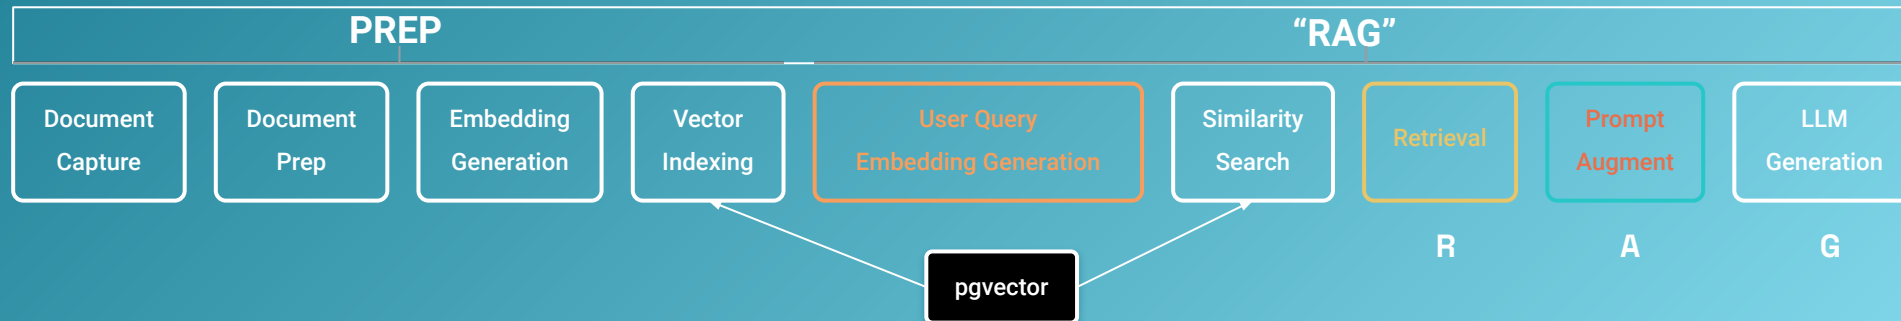 PREP
“RAG”
Document
Capture
Document
Prep
Embedding
Generation
Vector
Indexing
User Query
Embedding Generation
Similarity
Search
Retrieval
Prompt
Augment
LLM
Generation
R
A
G
pgvector